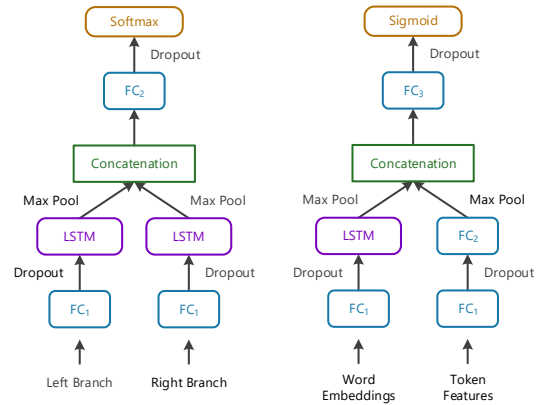 Softmax
Dropout
FC₂
Concatenation
Max Pool Max Pool
LSTM LSTM
Dropout Dropout
FC₁ FC₁
Left Branch Right Branch
Sigmoid
Dropout
FC₃
Concatenation
Max Pool Max Pool
LSTM FC₂
Dropout Dropout
FC₁ FC₁
Word Embeddings
Token Features